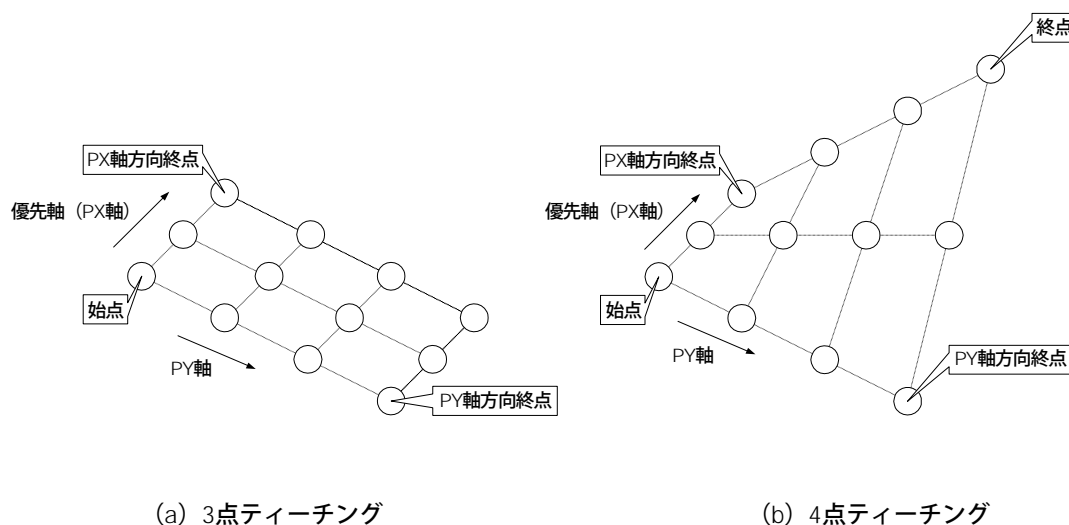 PX軸方向終点
優先軸（PX軸）
始点
PY軸
PY軸方向終点
(a) 3点ティーチング
終点
PX軸方向終点
優先軸（PX軸）
始点
PY軸
PY軸方向終点
(b) 4点ティーチング